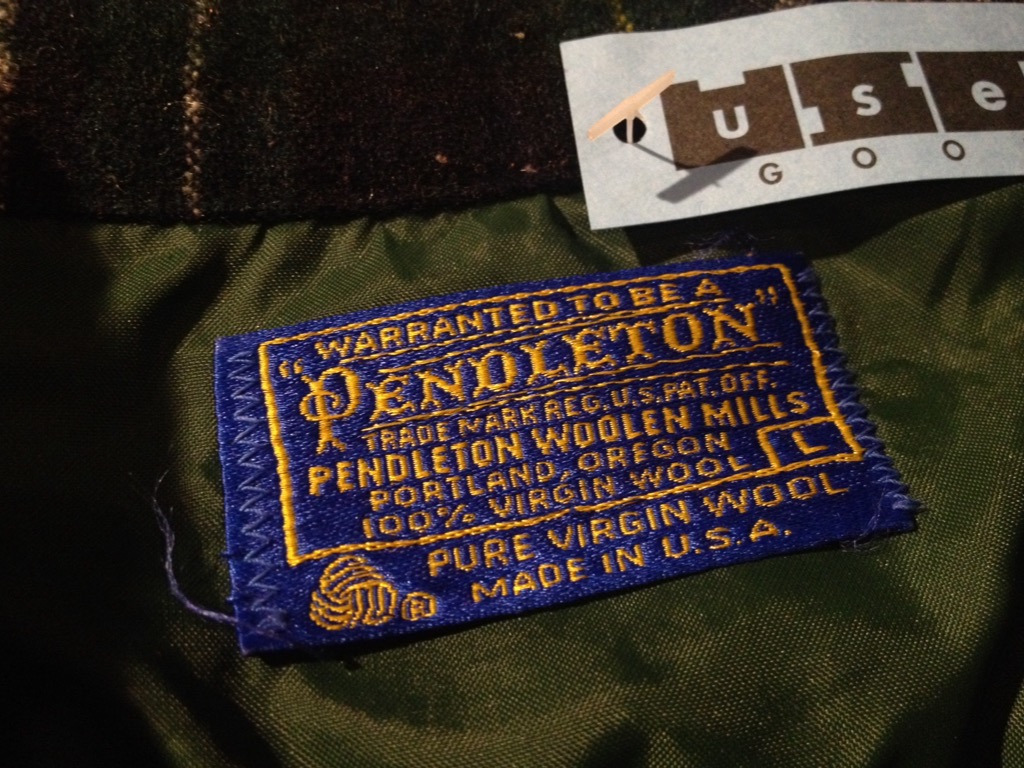 use
GOO
WARRANTED TO BE A
"PENDLETON"
TRADE MARK REG. U.S. PAT. OFF.
PENDLETON WOOLEN MILLS
PORTLAND, OREGON
100% VIRGIN WOOL
L
PURE VIRGIN WOOL
® MADE IN U.S.A.